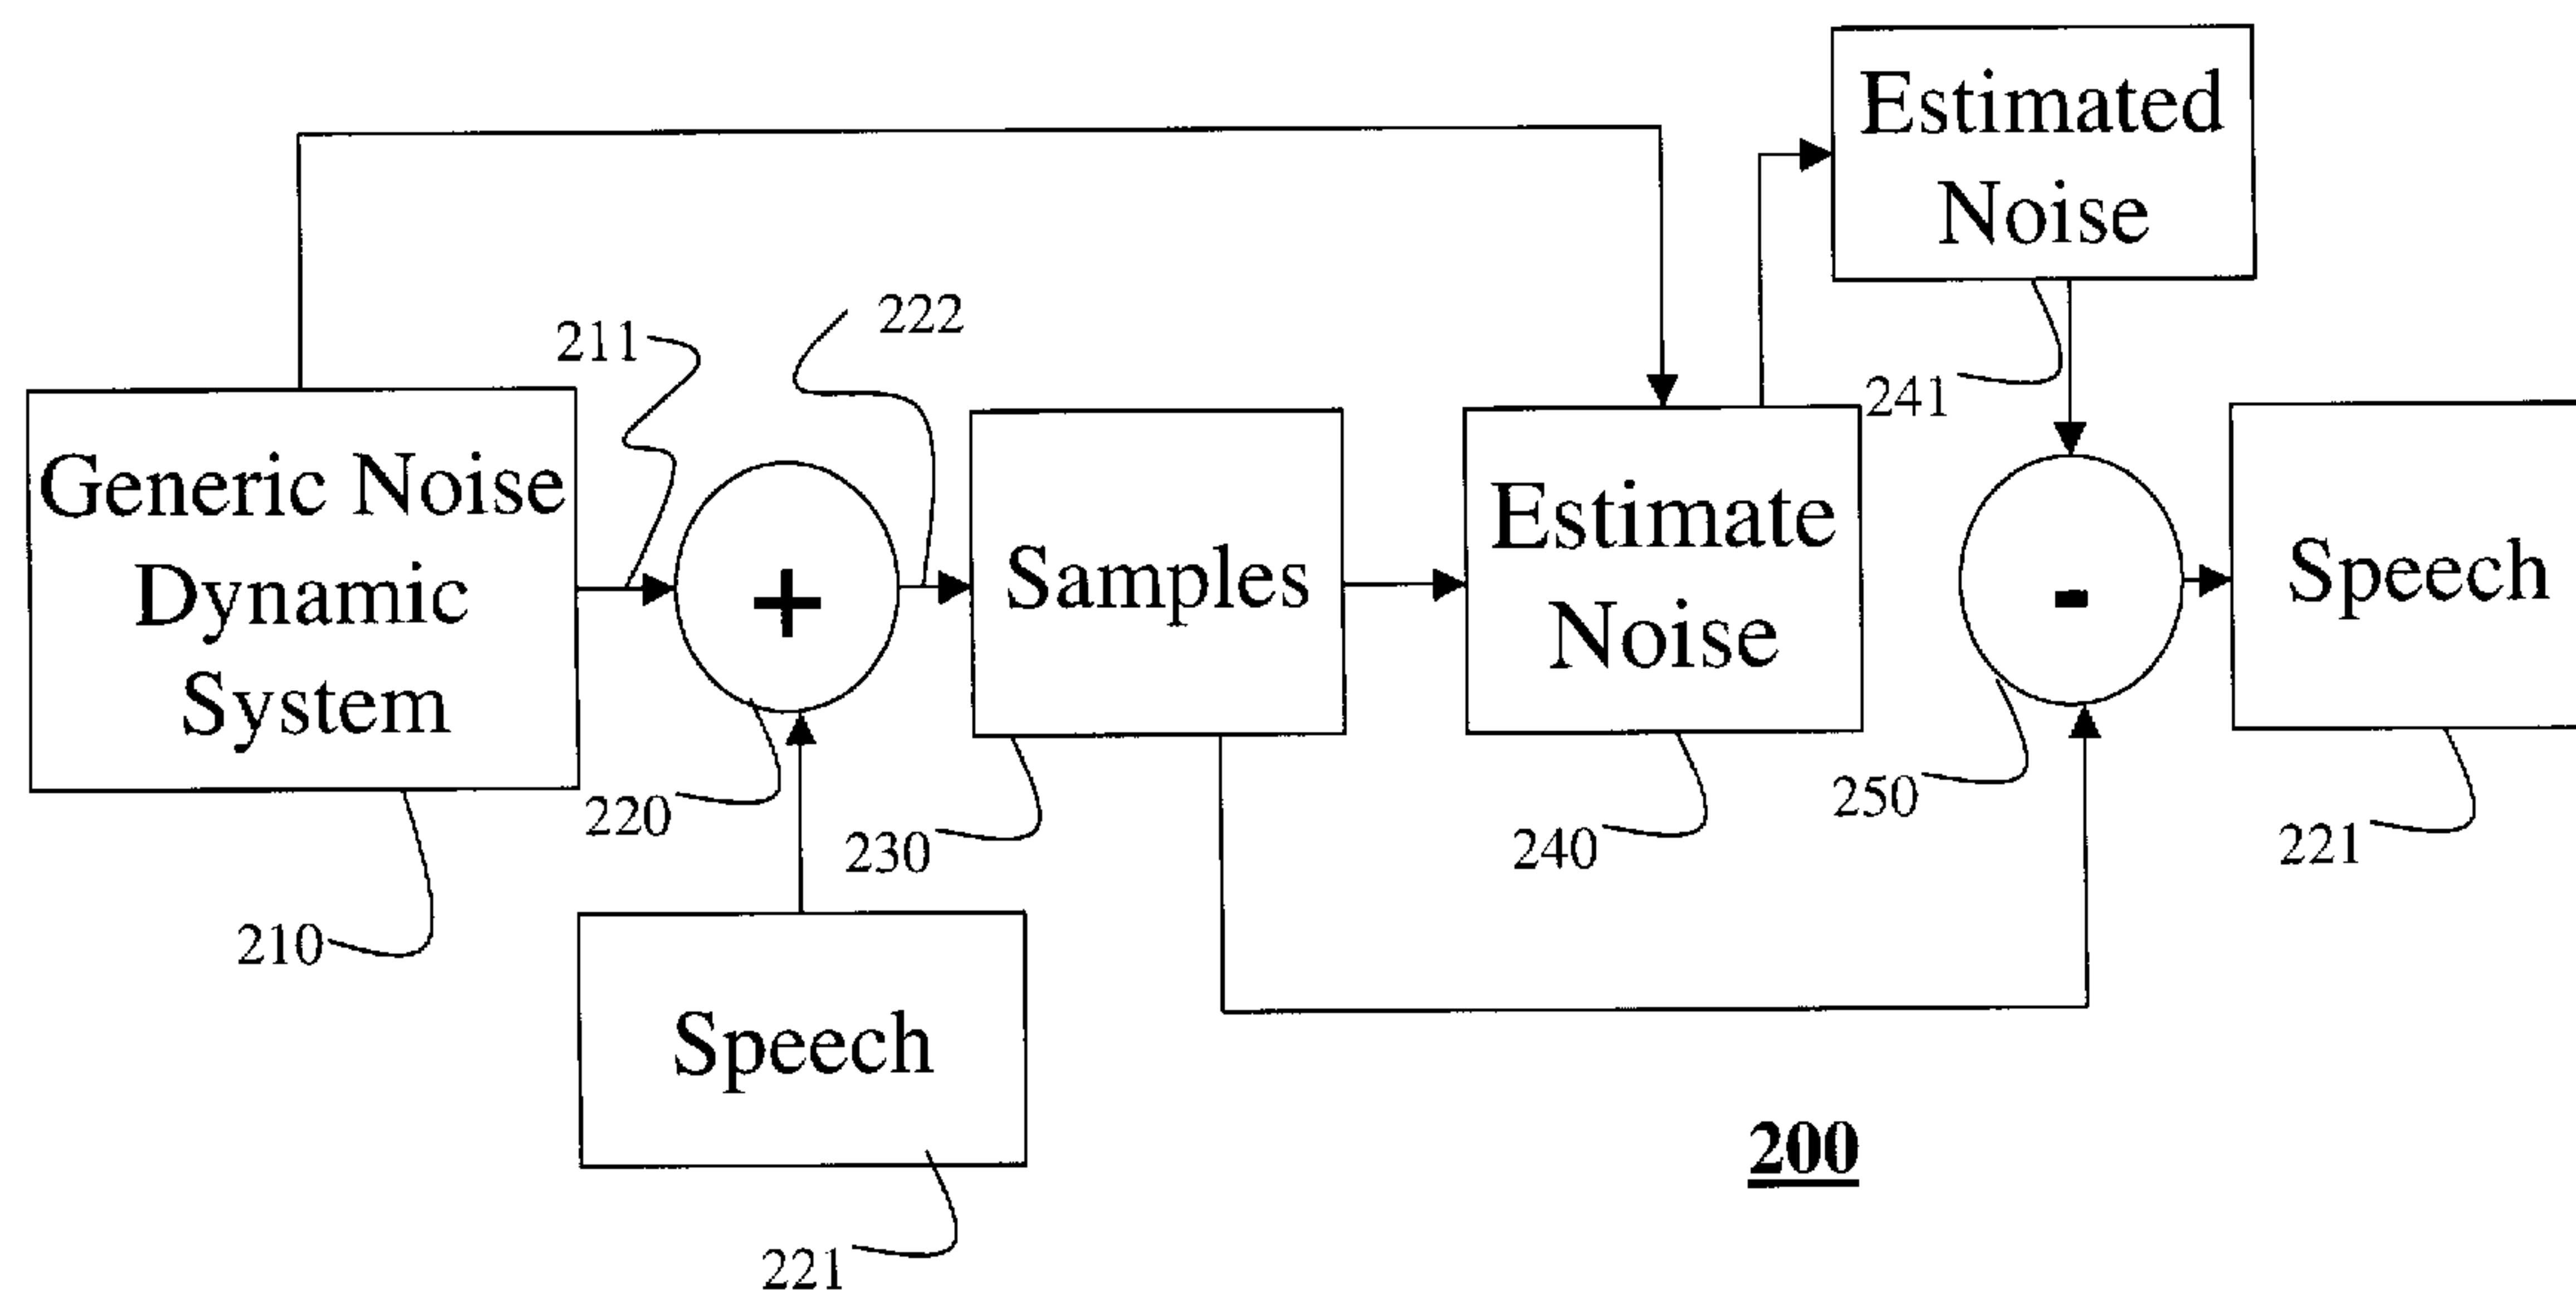 Estimated
Noise
222
211
241
Generic Noise
Dynamic
System
+
Samples
Estimate
Noise
-
Speech
220
230
240
250
221
210
Speech
200
221